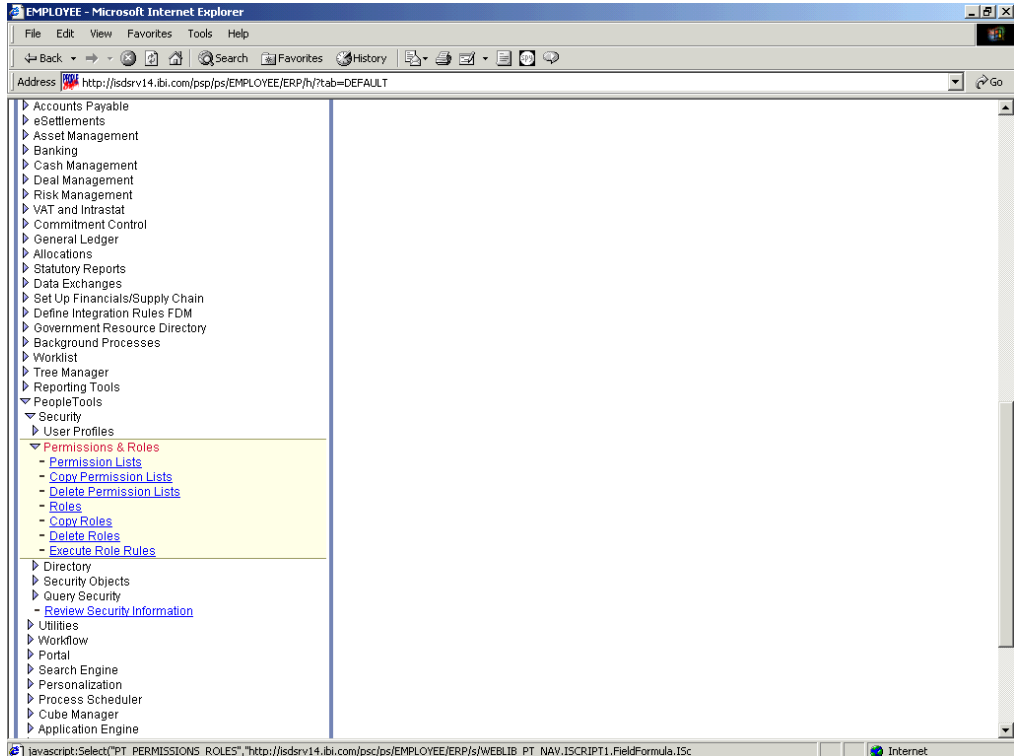 EMPLOYEE - Microsoft Internet Explorer
File Edit View Favorites Tools Help
Back Search Favorites History
Address http://isdsrv14.ibi.com/psp/ps/EMPLOYEE/ERP/h/?tab=DEFAULT Go
Accounts Payable
eSettlements
Asset Management
Banking
Cash Management
Deal Management
Risk Management
VAT and Intrastat
Commitment Control
General Ledger
Allocations
Statutory Reports
Data Exchanges
Set Up Financials/Supply Chain
Define Integration Rules FDM
Government Resource Directory
Background Processes
Worklist
Tree Manager
Reporting Tools
PeopleTools
Security
User Profiles
Permissions & Roles
- Permission Lists
- Copy Permission Lists
- Delete Permission Lists
- Roles
- Copy Roles
- Delete Roles
- Execute Role Rules
Directory
Security Objects
Query Security
- Review Security Information
Utilities
Workflow
Portal
Search Engine
Personalization
Process Scheduler
Cube Manager
Application Engine
javascript:Select("PT_PERMISSIONS_ROLES","http://isdsrv14.ibi.com/psc/ps/EMPLOYEE/ERP/s/WEBLIB_PT_NAV.ISCRIPT1.FieldFormula.ISc Internet